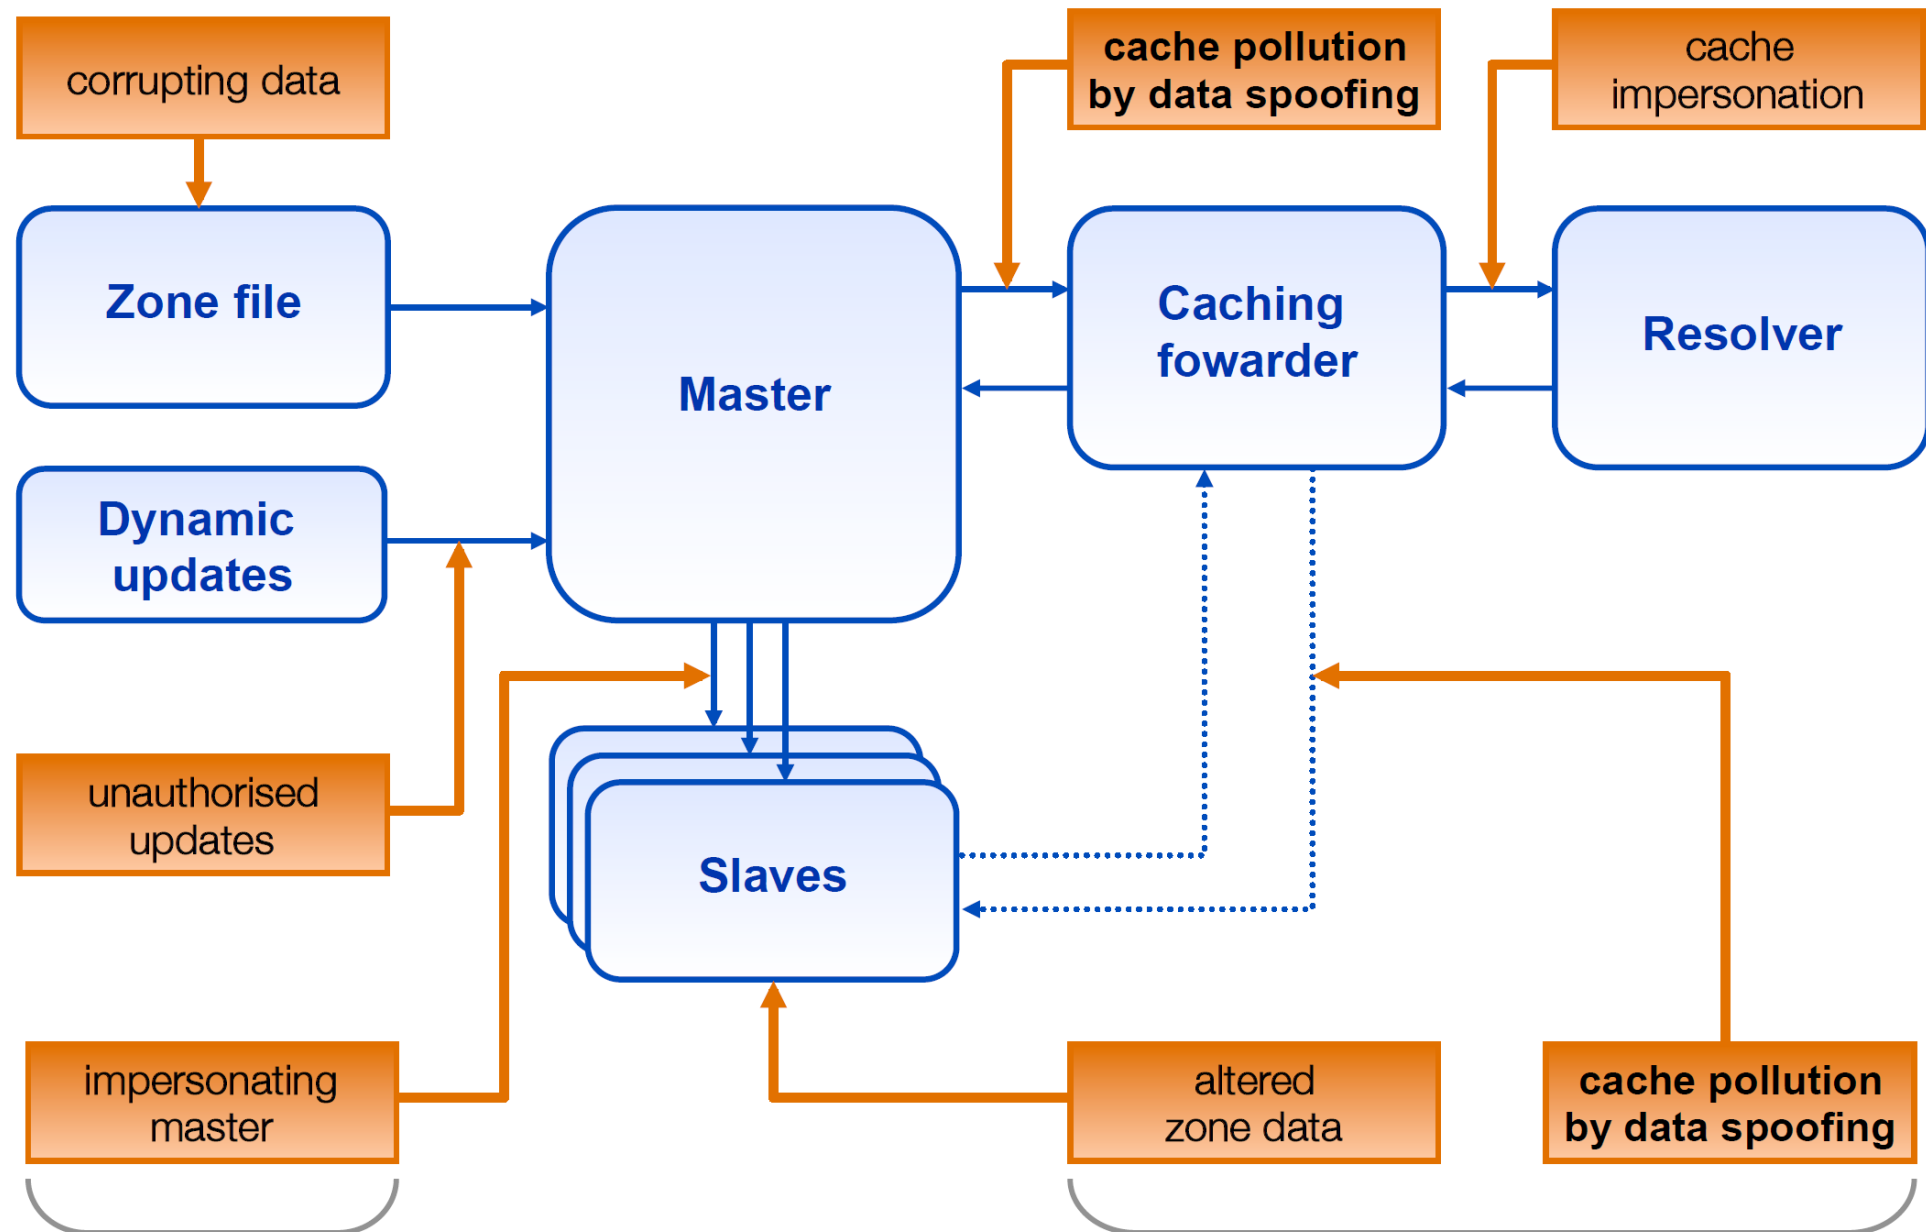 corrupting data
cache pollution
by data spoofing
cache
impersonation
Zone file
Master
Caching
fowarder
Resolver
Dynamic
updates
unauthorised
updates
Slaves
impersonating
master
altered
zone data
cache pollution
by data spoofing